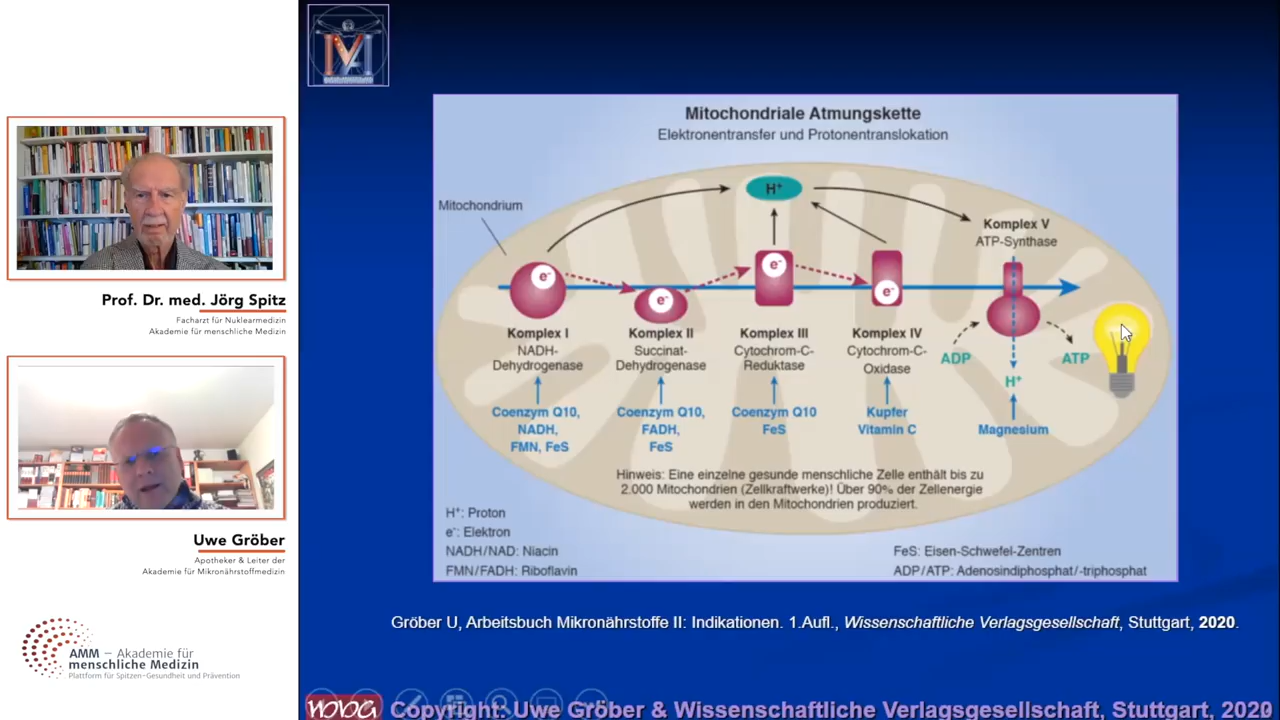 Prof. Dr. med. Jörg Spitz
Facharzt für Nuklearmedizin
Akademie für menschliche Medizin
Uwe Gröber
Apotheker & Leiter der
Akademie für Mikronährstoffmedizin
AMM – Akademie für
menschliche Medizin
Plattform für Spitzen-Gesundheit und Prävention
Mitochondriale Atmungskette
Elektronentransfer und Protonentranslokation
Mitochondrium
H⁺
Komplex V
ATP-Synthase
e⁻
e⁻
e⁻
e⁻
Komplex I
NADH-
Dehydrogenase
Komplex II
Succinat-
Dehydrogenase
Komplex III
Cytochrom-C-
Reduktase
Komplex IV
Cytochrom-C-
Oxidase
ADP
ATP
H⁺
Coenzym Q10,
NADH,
FMN, FeS
Coenzym Q10,
FADH,
FeS
Coenzym Q10
FeS
Kupfer
Vitamin C
Magnesium
Hinweis: Eine einzelne gesunde menschliche Zelle enthält bis zu
2.000 Mitochondrien (Zellkraftwerke)! Über 90% der Zellenergie
werden in den Mitochondrien produziert.
H⁺: Proton
e⁻: Elektron
NADH/NAD: Niacin
FMN/FADH: Riboflavin
FeS: Eisen-Schwefel-Zentren
ADP/ATP: Adenosindiphosphat/-triphosphat
Gröber U, Arbeitsbuch Mikronährstoffe II: Indikationen. 1.Aufl., Wissenschaftliche Verlagsgesellschaft, Stuttgart, 2020.
Copyright: Uwe Gröber & Wissenschaftliche Verlagsgesellschaft, Stuttgart, 2020